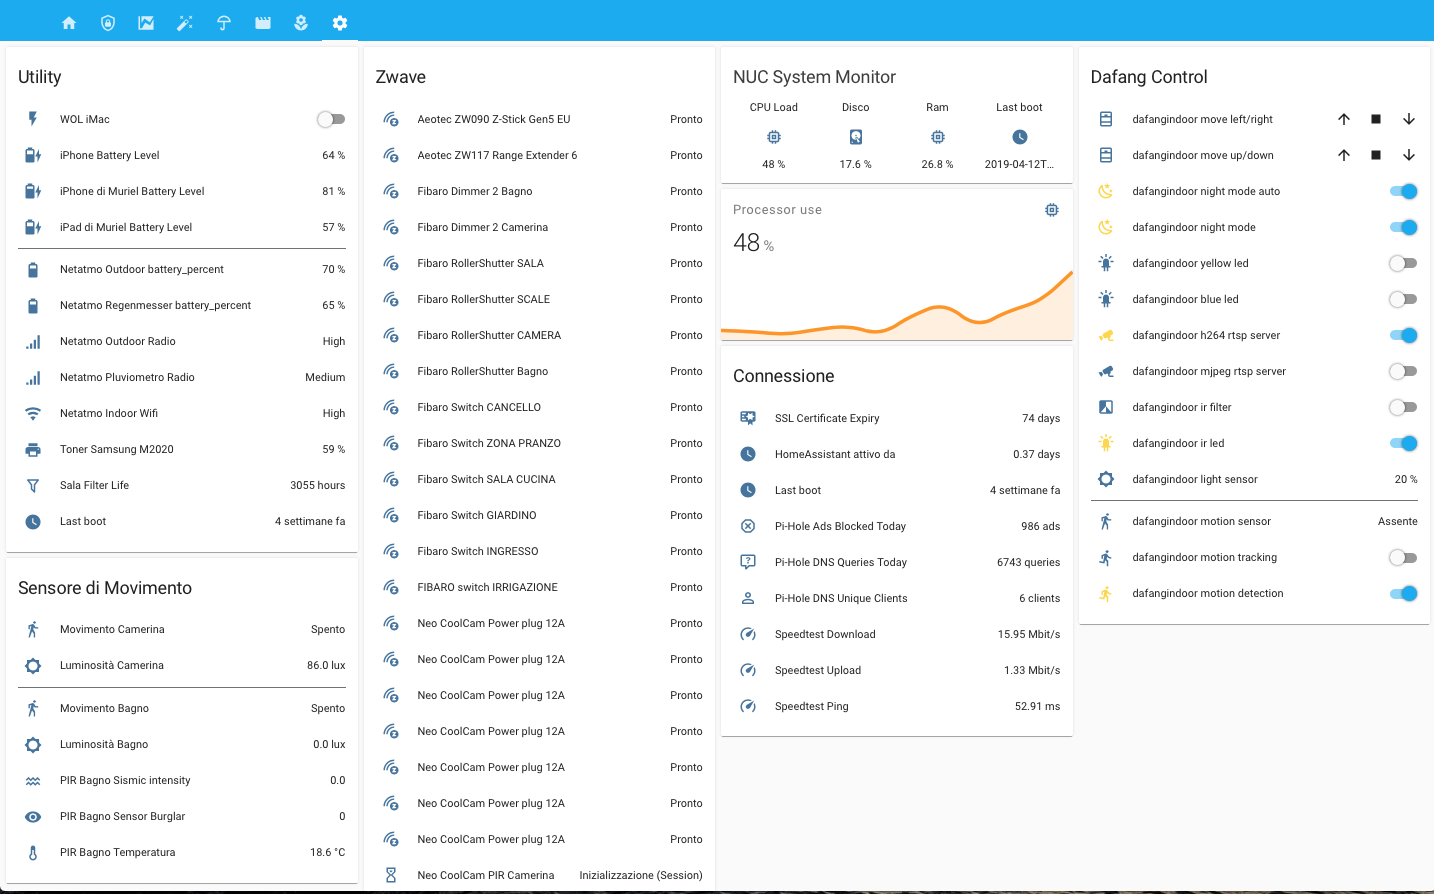 Utility
WOL iMac
iPhone Battery Level 64 %
iPhone di Muriel Battery Level 81 %
iPad di Muriel Battery Level 57 %
Netatmo Outdoor battery_percent 70 %
Netatmo Regenmesser battery_percent 65 %
Netatmo Outdoor Radio High
Netatmo Pluviometro Radio Medium
Netatmo Indoor Wifi High
Toner Samsung M2020 59 %
Sala Filter Life 3055 hours
Last boot 4 settimane fa
Sensore di Movimento
Movimento Camerina Spento
Luminosità Camerina 86.0 lux
Movimento Bagno Spento
Luminosità Bagno 0.0 lux
PIR Bagno Sismic intensity 0.0
PIR Bagno Sensor Burglar 0
PIR Bagno Temperatura 18.6 °C
Zwave
Aeotec ZW090 Z-Stick Gen5 EU Pronto
Aeotec ZW117 Range Extender 6 Pronto
Fibaro Dimmer 2 Bagno Pronto
Fibaro Dimmer 2 Camerina Pronto
Fibaro RollerShutter SALA Pronto
Fibaro RollerShutter SCALE Pronto
Fibaro RollerShutter CAMERA Pronto
Fibaro RollerShutter Bagno Pronto
Fibaro Switch CANCELLO Pronto
Fibaro Switch ZONA PRANZO Pronto
Fibaro Switch SALA CUCINA Pronto
Fibaro Switch GIARDINO Pronto
Fibaro Switch INGRESSO Pronto
FIBARO switch IRRIGAZIONE Pronto
Neo CoolCam Power plug 12A Pronto
Neo CoolCam Power plug 12A Pronto
Neo CoolCam Power plug 12A Pronto
Neo CoolCam Power plug 12A Pronto
Neo CoolCam Power plug 12A Pronto
Neo CoolCam Power plug 12A Pronto
Neo CoolCam Power plug 12A Pronto
Neo CoolCam PIR Camerina Inizializzazione (Session)
NUC System Monitor
CPU Load Disco Ram Last boot
48 % 17.6 % 26.8 % 2019-04-12T...
Processor use
48 %
Connessione
SSL Certificate Expiry 74 days
HomeAssistant attivo da 0.37 days
Last boot 4 settimane fa
Pi-Hole Ads Blocked Today 986 ads
Pi-Hole DNS Queries Today 6743 queries
Pi-Hole DNS Unique Clients 6 clients
Speedtest Download 15.95 Mbit/s
Speedtest Upload 1.33 Mbit/s
Speedtest Ping 52.91 ms
Dafang Control
dafangindoor move left/right
dafangindoor move up/down
dafangindoor night mode auto
dafangindoor night mode
dafangindoor yellow led
dafangindoor blue led
dafangindoor h264 rtsp server
dafangindoor mjpeg rtsp server
dafangindoor ir filter
dafangindoor ir led
dafangindoor light sensor 20 %
dafangindoor motion sensor Assente
dafangindoor motion tracking
dafangindoor motion detection